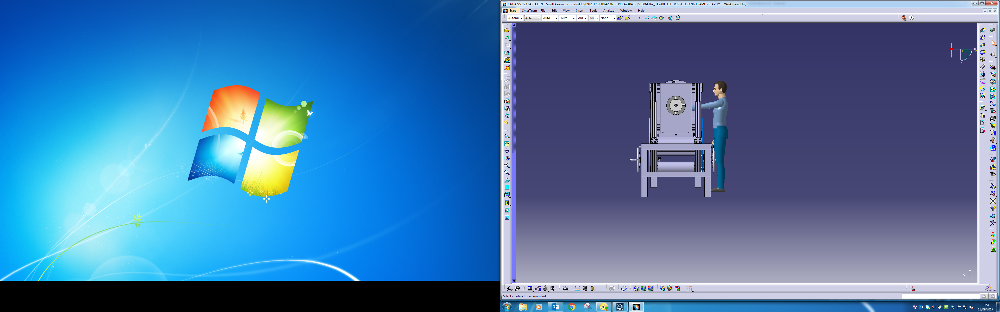 CATIA V5 R23 64 - CERN : Small Assembly : started 13/09/2017 at 08:42:36 on PCCAZ4046 - [ST0864162_01 a.00 ELECTRO-POLISHING FRAME + CAVITY In Work (ReadOnl]
Start SmarTeam File Edit View Insert Tools Analyze Window Help
Autom Auto Auto Auto Aut Aut None
z
y
f(x)
CATIA
Select an object or a command
13:54
13/09/2017